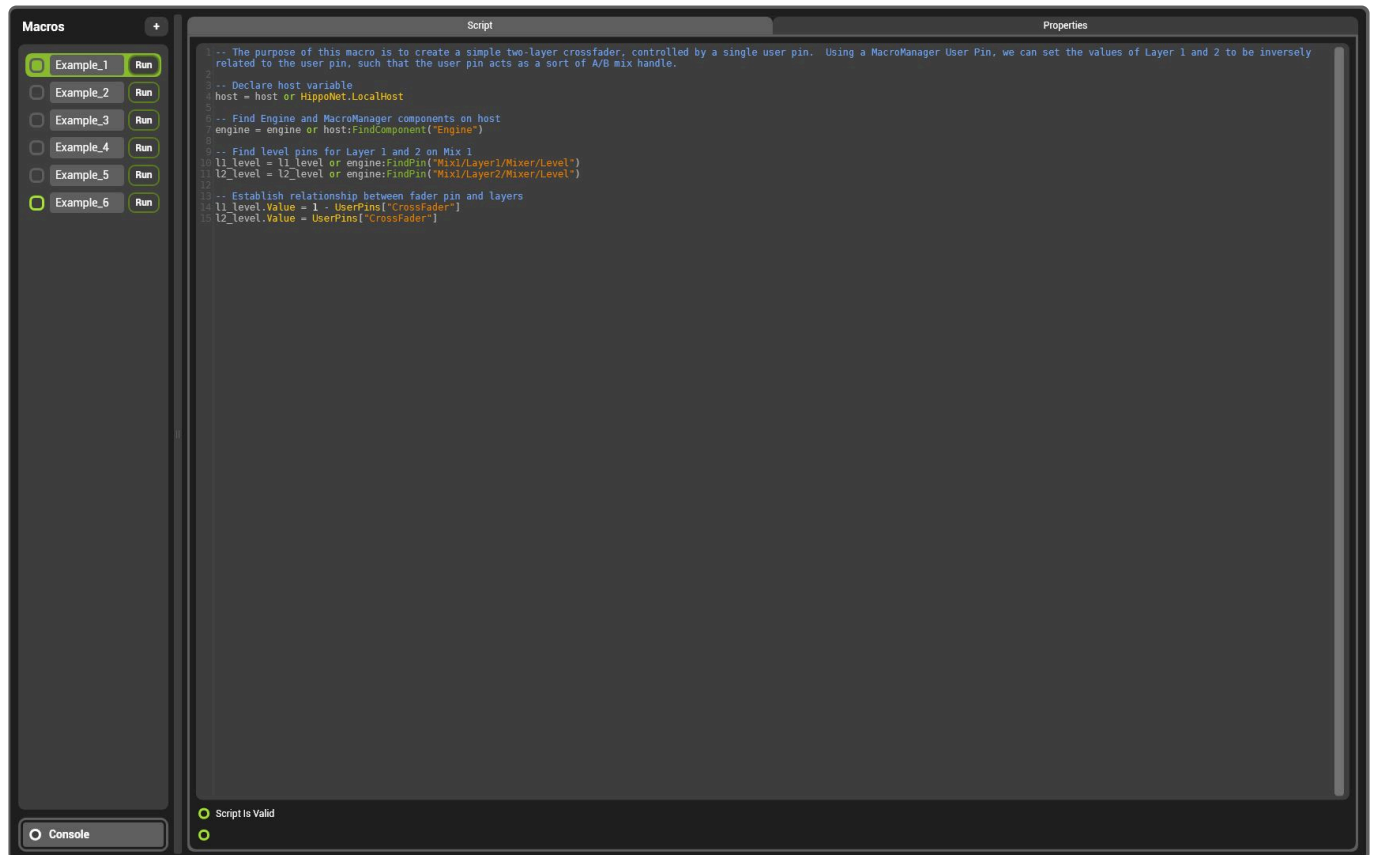 Macros
+
Example_1 Run
Example_2 Run
Example_3 Run
Example_4 Run
Example_5 Run
Example_6 Run
Console
Script
Properties
1 -- The purpose of this macro is to create a simple two-layer crossfader, controlled by a single user pin.  Using a MacroManager User Pin, we can set the values of Layer 1 and 2 to be inversely
related to the user pin, such that the user pin acts as a sort of A/B mix handle.
2
3 -- Declare host variable
4 host = host or HippoNet.LocalHost
5
6 -- Find Engine and MacroManager components on host
7 engine = engine or host:FindComponent("Engine")
8
9 -- Find level pins for Layer 1 and 2 on Mix 1
10 l1_level = l1_level or engine:FindPin("Mix1/Layer1/Mixer/Level")
11 l2_level = l2_level or engine:FindPin("Mix1/Layer2/Mixer/Level")
12
13 -- Establish relationship between fader pin and layers
14 l1_level.Value = 1 - UserPins["CrossFader"]
15 l2_level.Value = UserPins["CrossFader"]
Script Is Valid